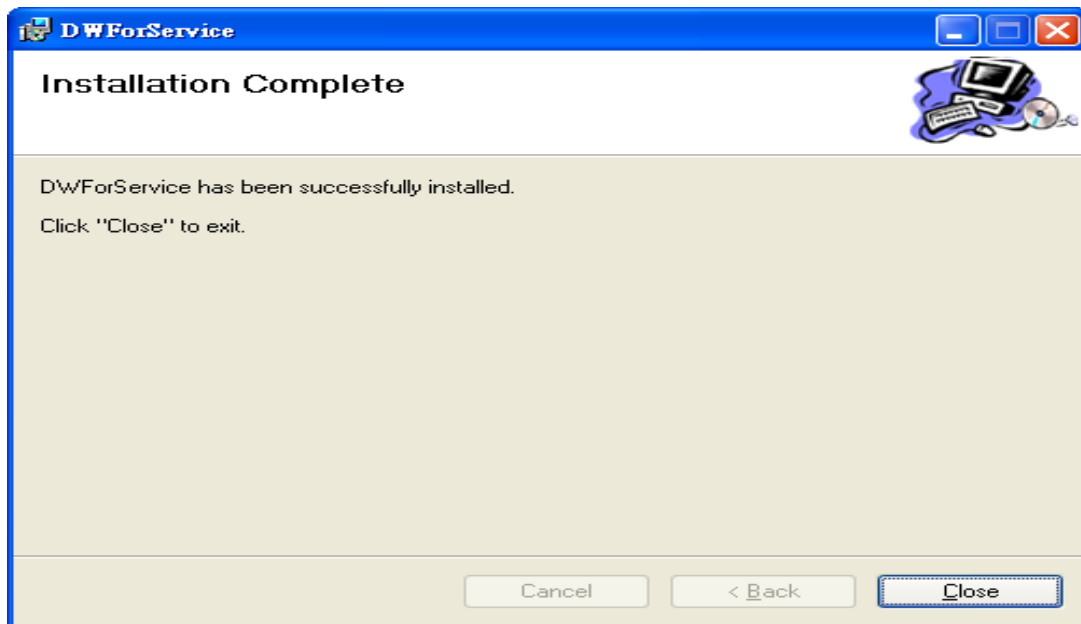 DWForService
Installation Complete
DWForService has been successfully installed.
Click "Close" to exit.
Cancel
< Back
Close